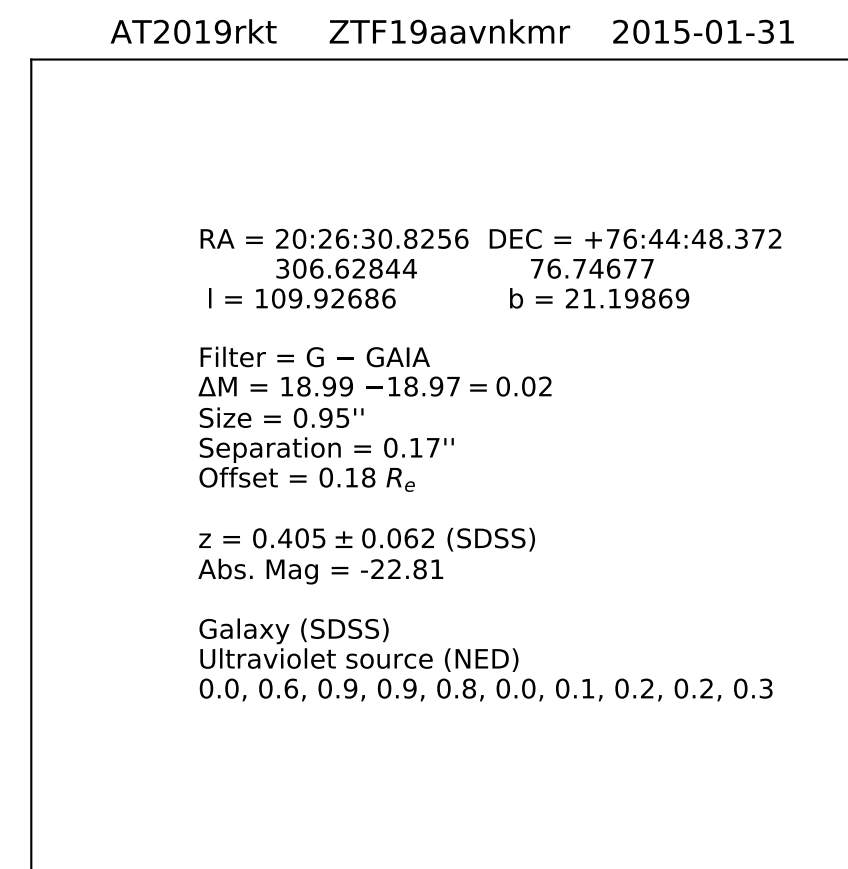 AT2019rkt ZTF19aavnkmr 2015-01-31
RA = 20:26:30.8256 DEC = +76:44:48.372
306.62844 76.74677
l = 109.92686 b = 21.19869
Filter = G − GAIA
ΔM = 18.99 −18.97 = 0.02
Size = 0.95''
Separation = 0.17''
Offset = 0.18 Rₑ
z = 0.405 ± 0.062 (SDSS)
Abs. Mag = -22.81
Galaxy (SDSS)
Ultraviolet source (NED)
0.0, 0.6, 0.9, 0.9, 0.8, 0.0, 0.1, 0.2, 0.2, 0.3